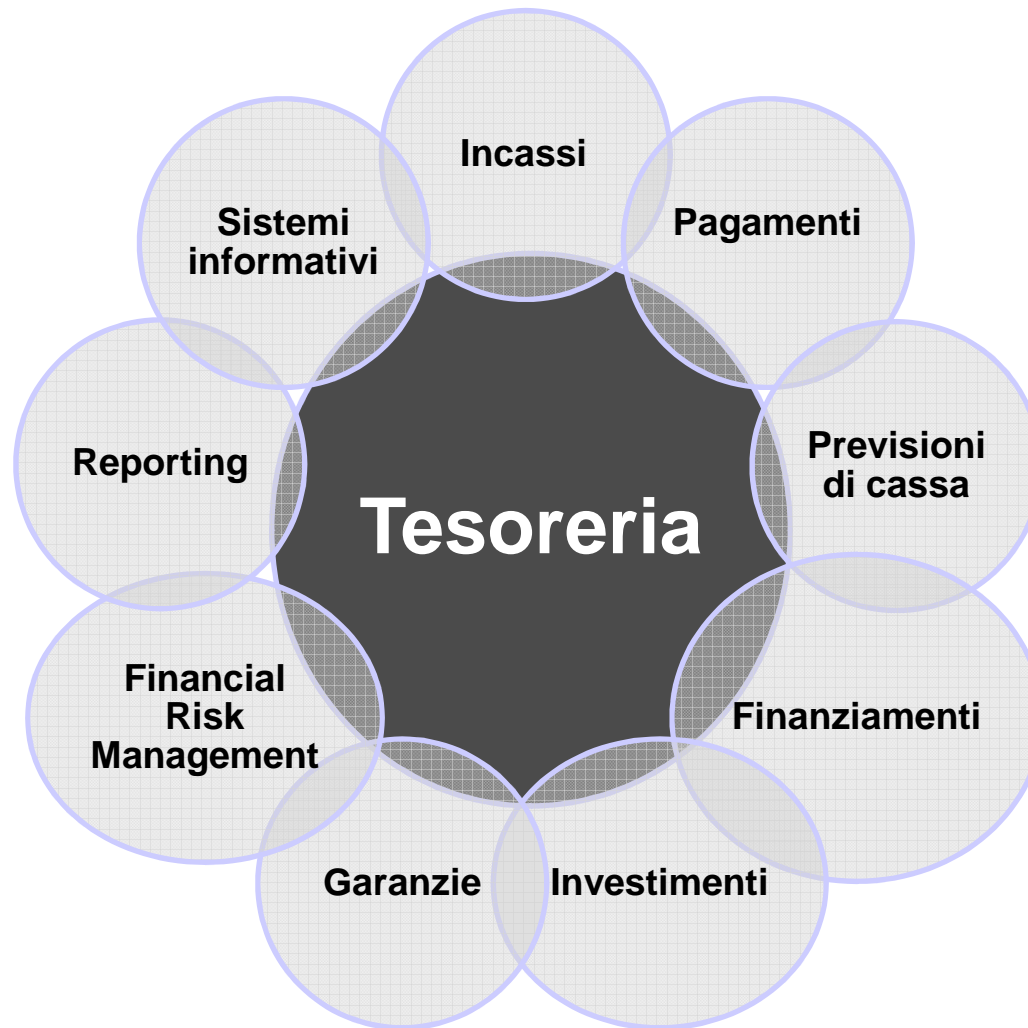 Incassi
Pagamenti
Sistemi
informativi
Previsioni
di cassa
Reporting
Tesoreria
Financial
Risk
Management
Finanziamenti
Garanzie
Investimenti